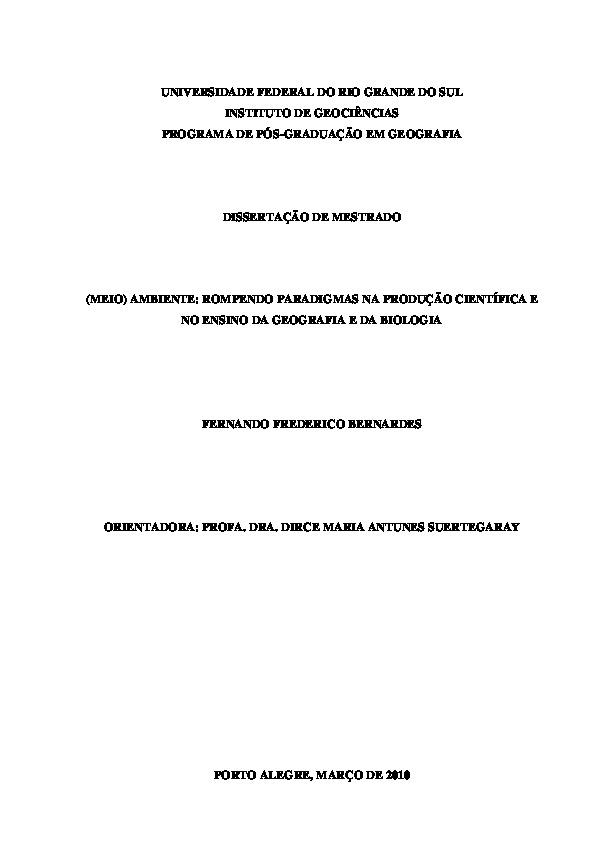 UNIVERSIDADE FEDERAL DO RIO GRANDE DO SUL
INSTITUTO DE GEOCIÊNCIAS
PROGRAMA DE PÓS-GRADUAÇÃO EM GEOGRAFIA
DISSERTAÇÃO DE MESTRADO
(MEIO) AMBIENTE: ROMPENDO PARADIGMAS NA PRODUÇÃO CIENTÍFICA E
NO ENSINO DA GEOGRAFIA E DA BIOLOGIA
FERNANDO FREDERICO BERNARDES
ORIENTADORA: PROFA. DRA. DIRCE MARIA ANTUNES SUERTEGARAY
PORTO ALEGRE, MARÇO DE 2010